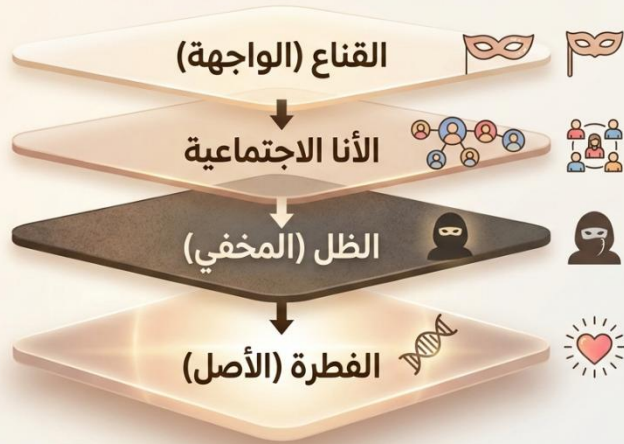 القناع (الواجهة)
الأنا الاجتماعية
الظل (المخفي)
الفطرة (الأصل)